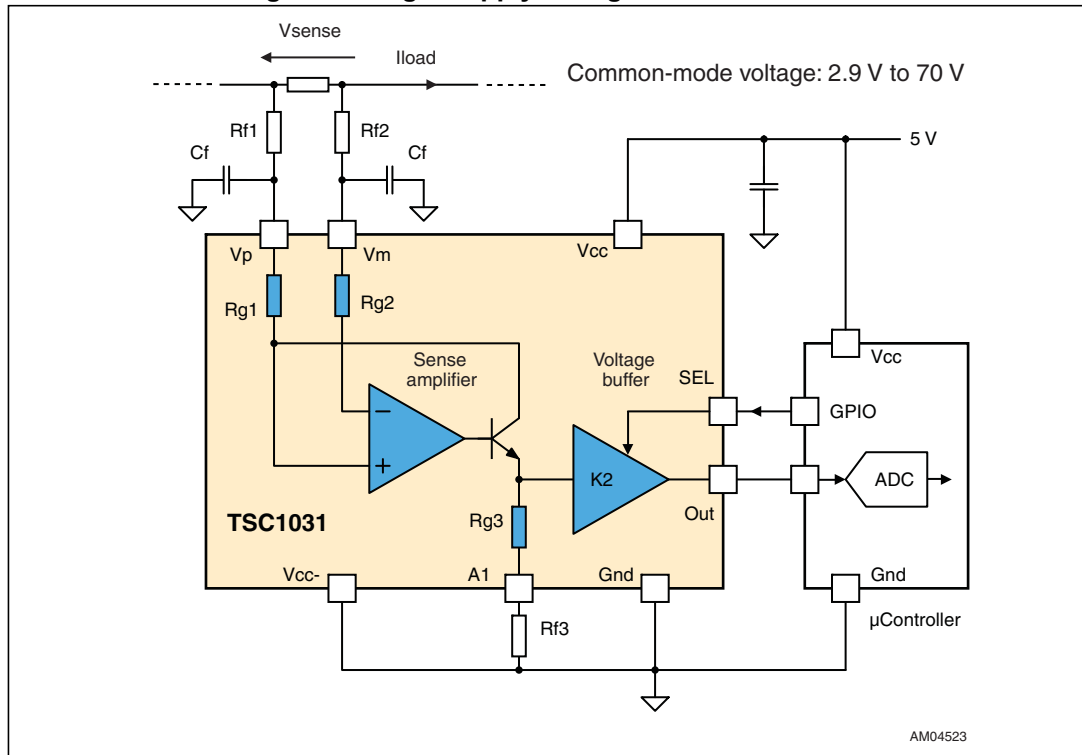 Vsense
Iload
Common-mode voltage: 2.9 V to 70 V
Rf1
Rf2
Cf
Cf
5 V
Vp
Vm
Vcc
Rg1
Rg2
Vcc
Sense
amplifier
Voltage
buffer
SEL
GPIO
−
+
K2
ADC
TSC1031
Rg3
Out
Vcc-
A1
Gnd
Gnd
Rf3
µController
AM04523